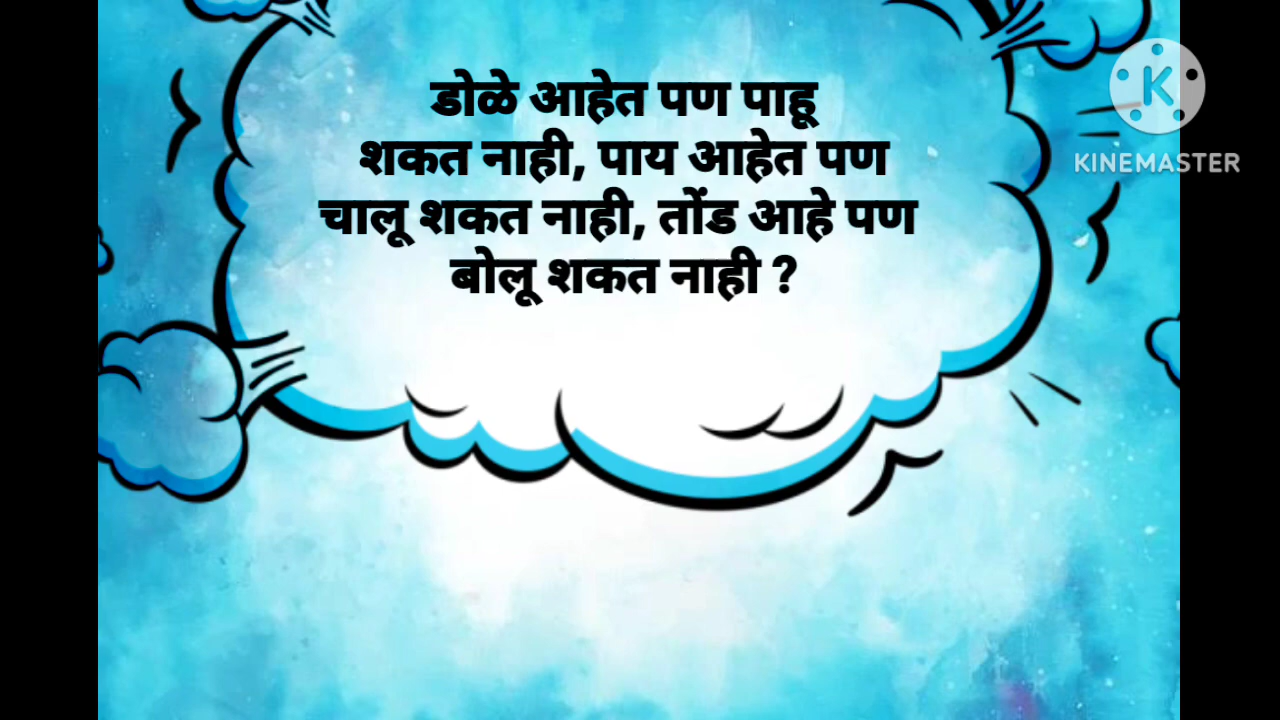 डोळे आहेत पण पाहू
शकत नाही, पाय आहेत पण
चालू शकत नाही, तोंड आहे पण
बोलू शकत नाही ?
K
KINEMASTER